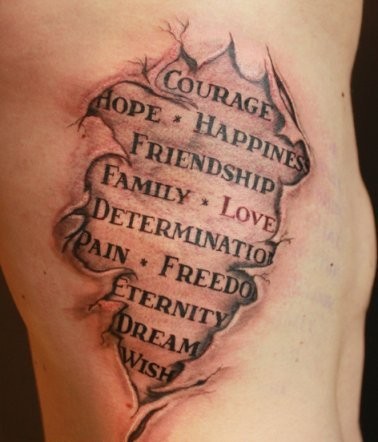 COURAGE
HOPE * HAPPINES
FRIENDSHIP
FAMILY * LOVE
DETERMINATIO
PAIN * FREEDO
ETERNITY
DREAM
WISH